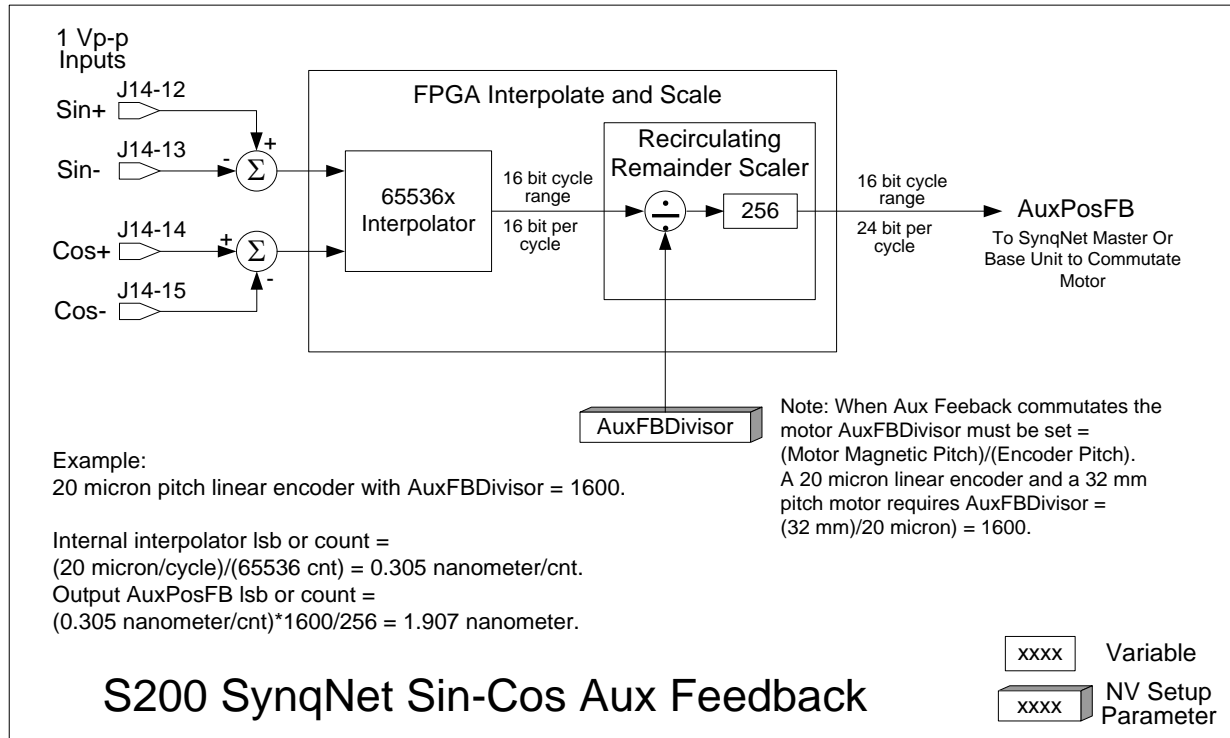 1 Vp-p
Inputs
J14-12
Sin+
J14-13
Sin-
J14-14
Cos+
J14-15
Cos-
+
-
Σ
+
-
Σ
FPGA Interpolate and Scale
65536x
Interpolator
16 bit cycle
range
16 bit per
cycle
Recirculating
Remainder Scaler
÷
256
16 bit cycle
range
24 bit per
cycle
AuxPosFB
To SynqNet Master Or
Base Unit to Commutate
Motor
AuxFBDivisor
Note: When Aux Feeback commutates the
motor AuxFBDivisor must be set =
(Motor Magnetic Pitch)/(Encoder Pitch).
A 20 micron linear encoder and a 32 mm
pitch motor requires AuxFBDivisor =
(32 mm)/20 micron) = 1600.
Example:
20 micron pitch linear encoder with AuxFBDivisor = 1600.
Internal interpolator lsb or count =
(20 micron/cycle)/(65536 cnt) = 0.305 nanometer/cnt.
Output AuxPosFB lsb or count =
(0.305 nanometer/cnt)*1600/256 = 1.907 nanometer.
S200 SynqNet Sin-Cos Aux Feedback
xxxx Variable
xxxx NV Setup
Parameter